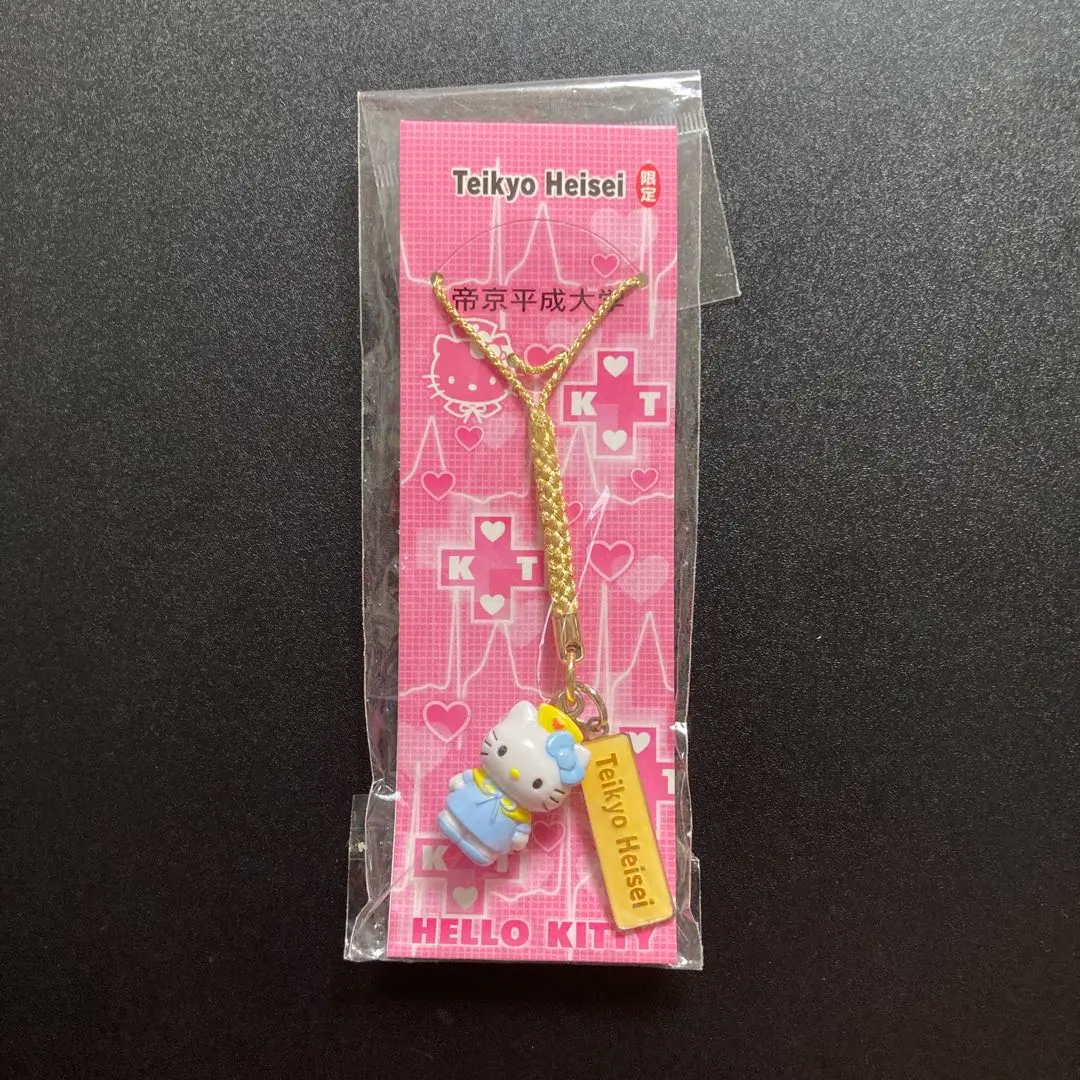 Teikyo Heisei 限定
帝京平成大学
K T
K T
Teikyo Heisei
T
K T
HELLO KITTY